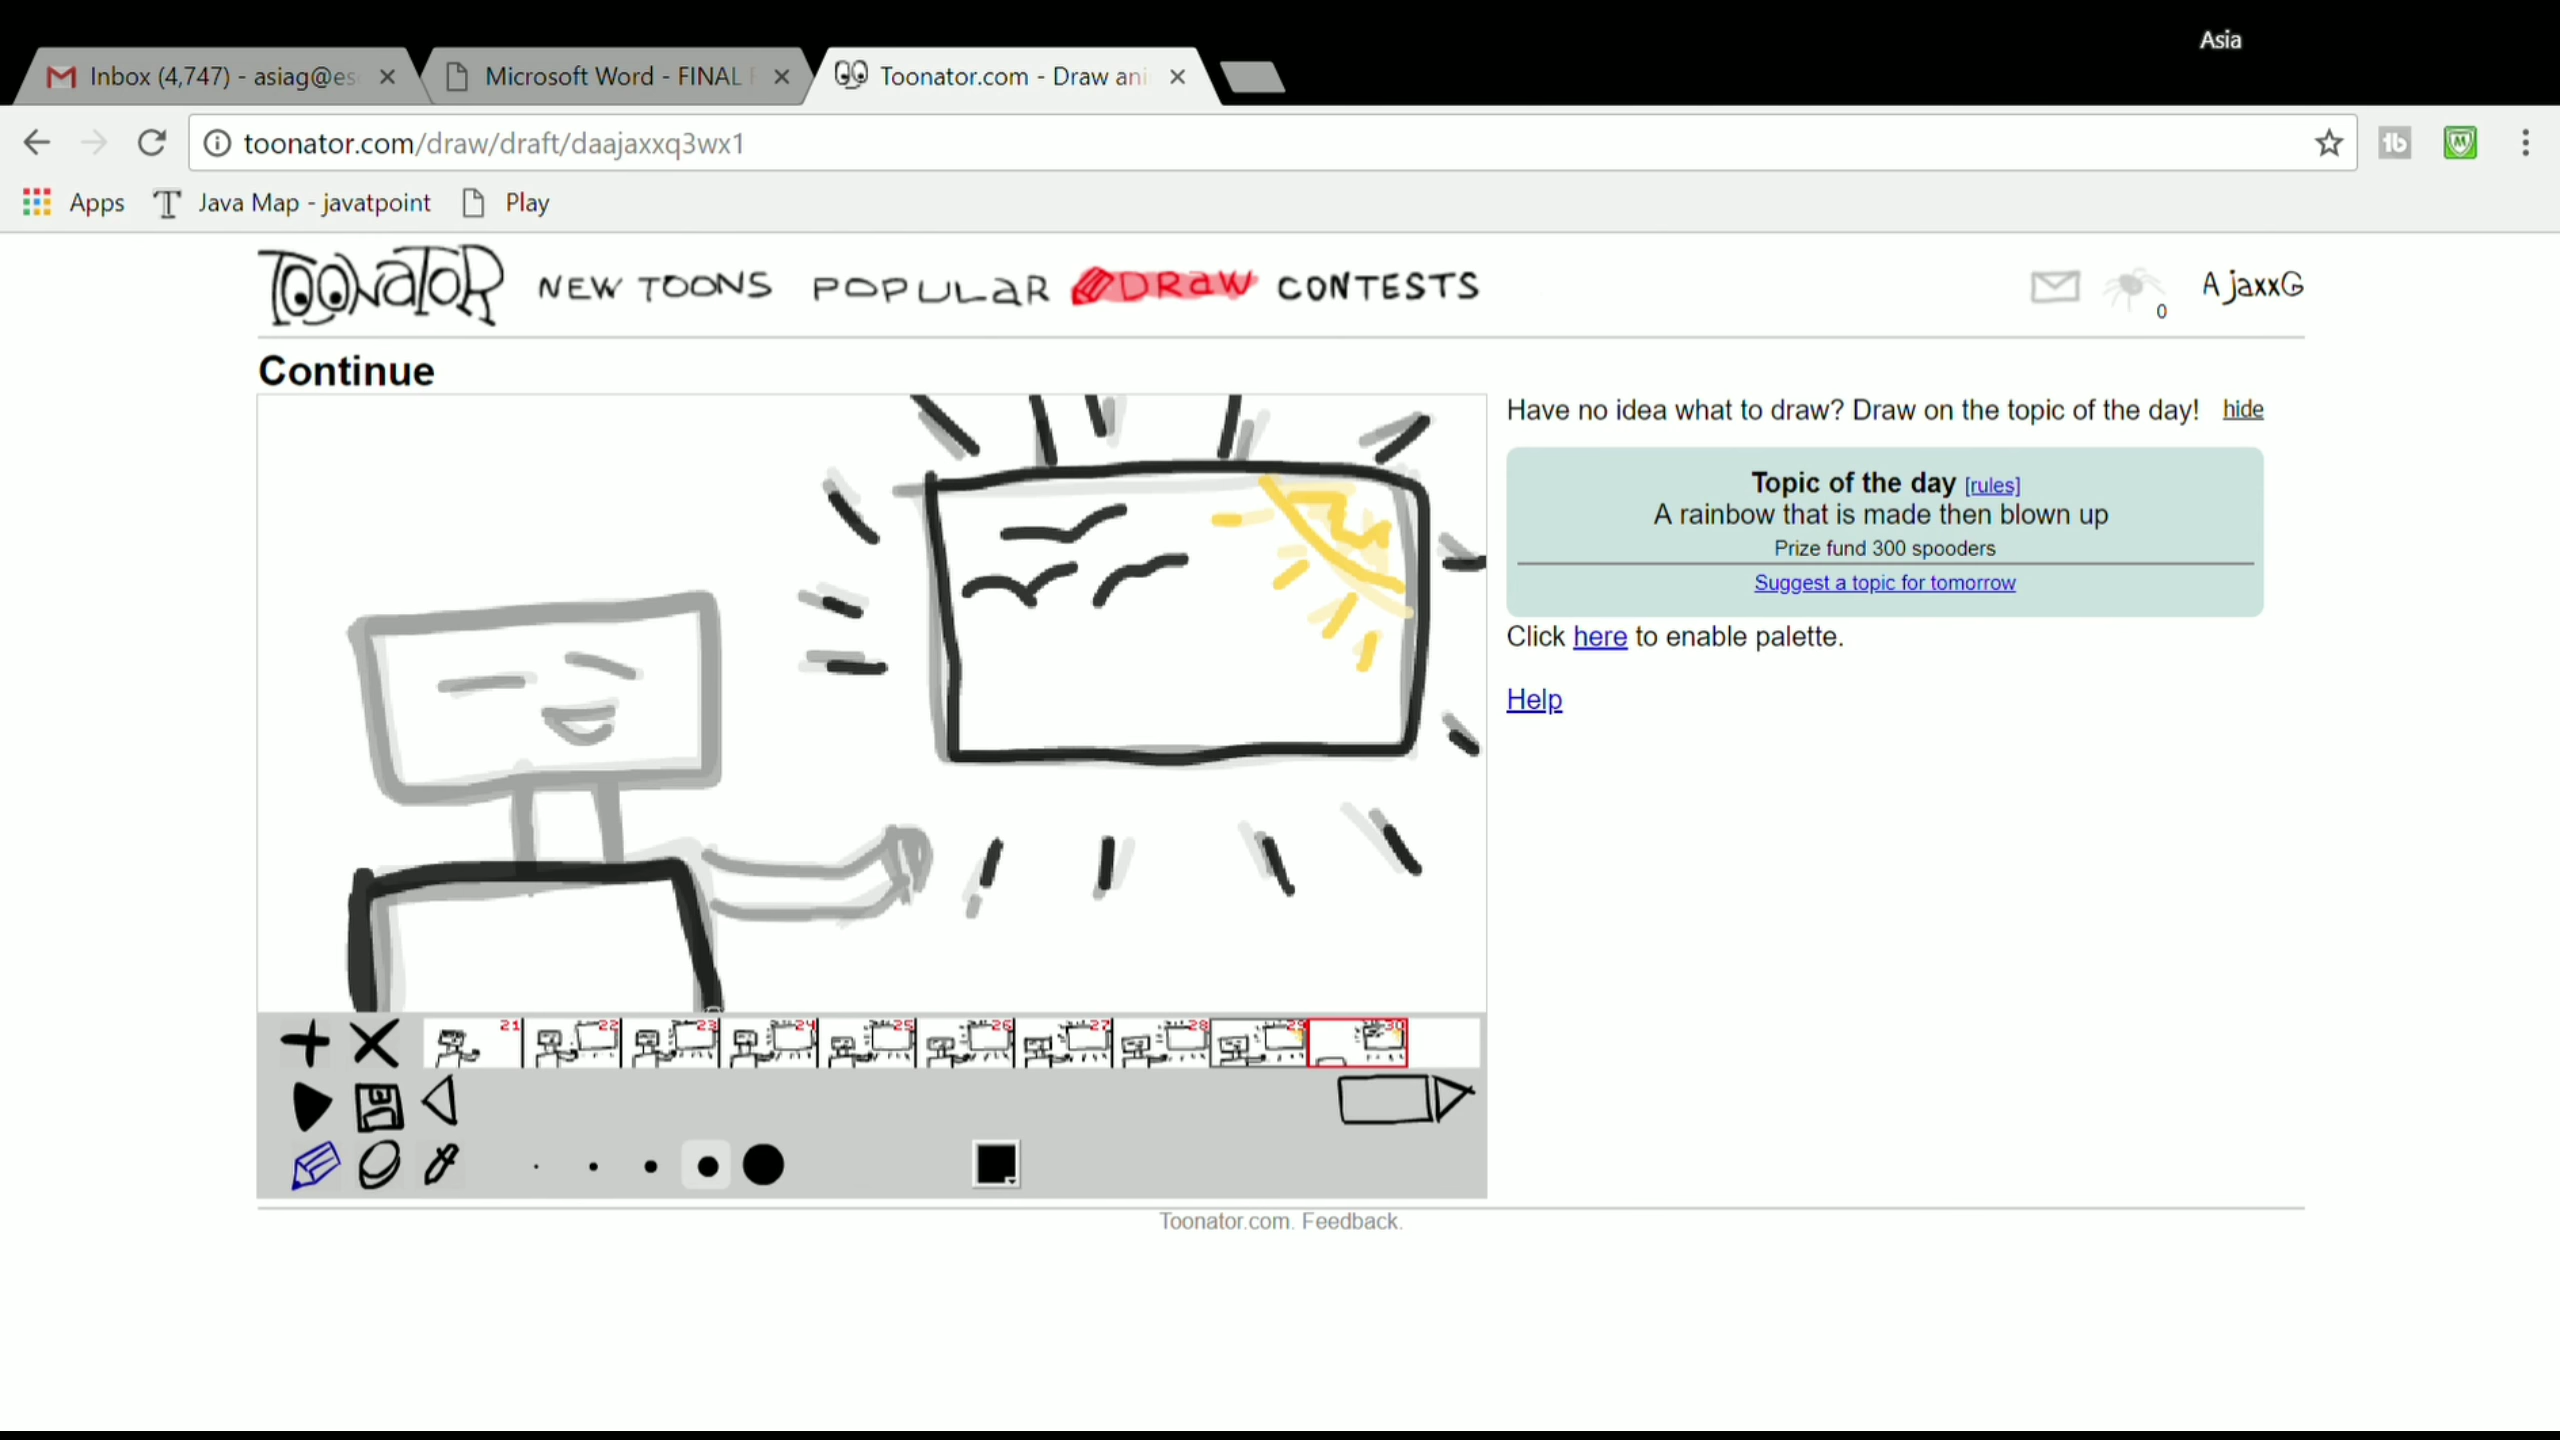 Asia
Inbox (4,747) - asiag@es
Microsoft Word - FINAL
Toonator.com - Draw ani
toonator.com/draw/draft/daajaxxq3wx1
Apps
Java Map - javatpoint
Play
TOONATOR
NEW TOONS
POPULAR
DRAW
CONTESTS
0
AjaxxG
Continue
Have no idea what to draw? Draw on the topic of the day! hide
Topic of the day [rules]
A rainbow that is made then blown up
Prize fund 300 spooders
Suggest a topic for tomorrow
Click here to enable palette.
Help
21 22 23 24 25 26 27 28 29 30
Toonator.com. Feedback.